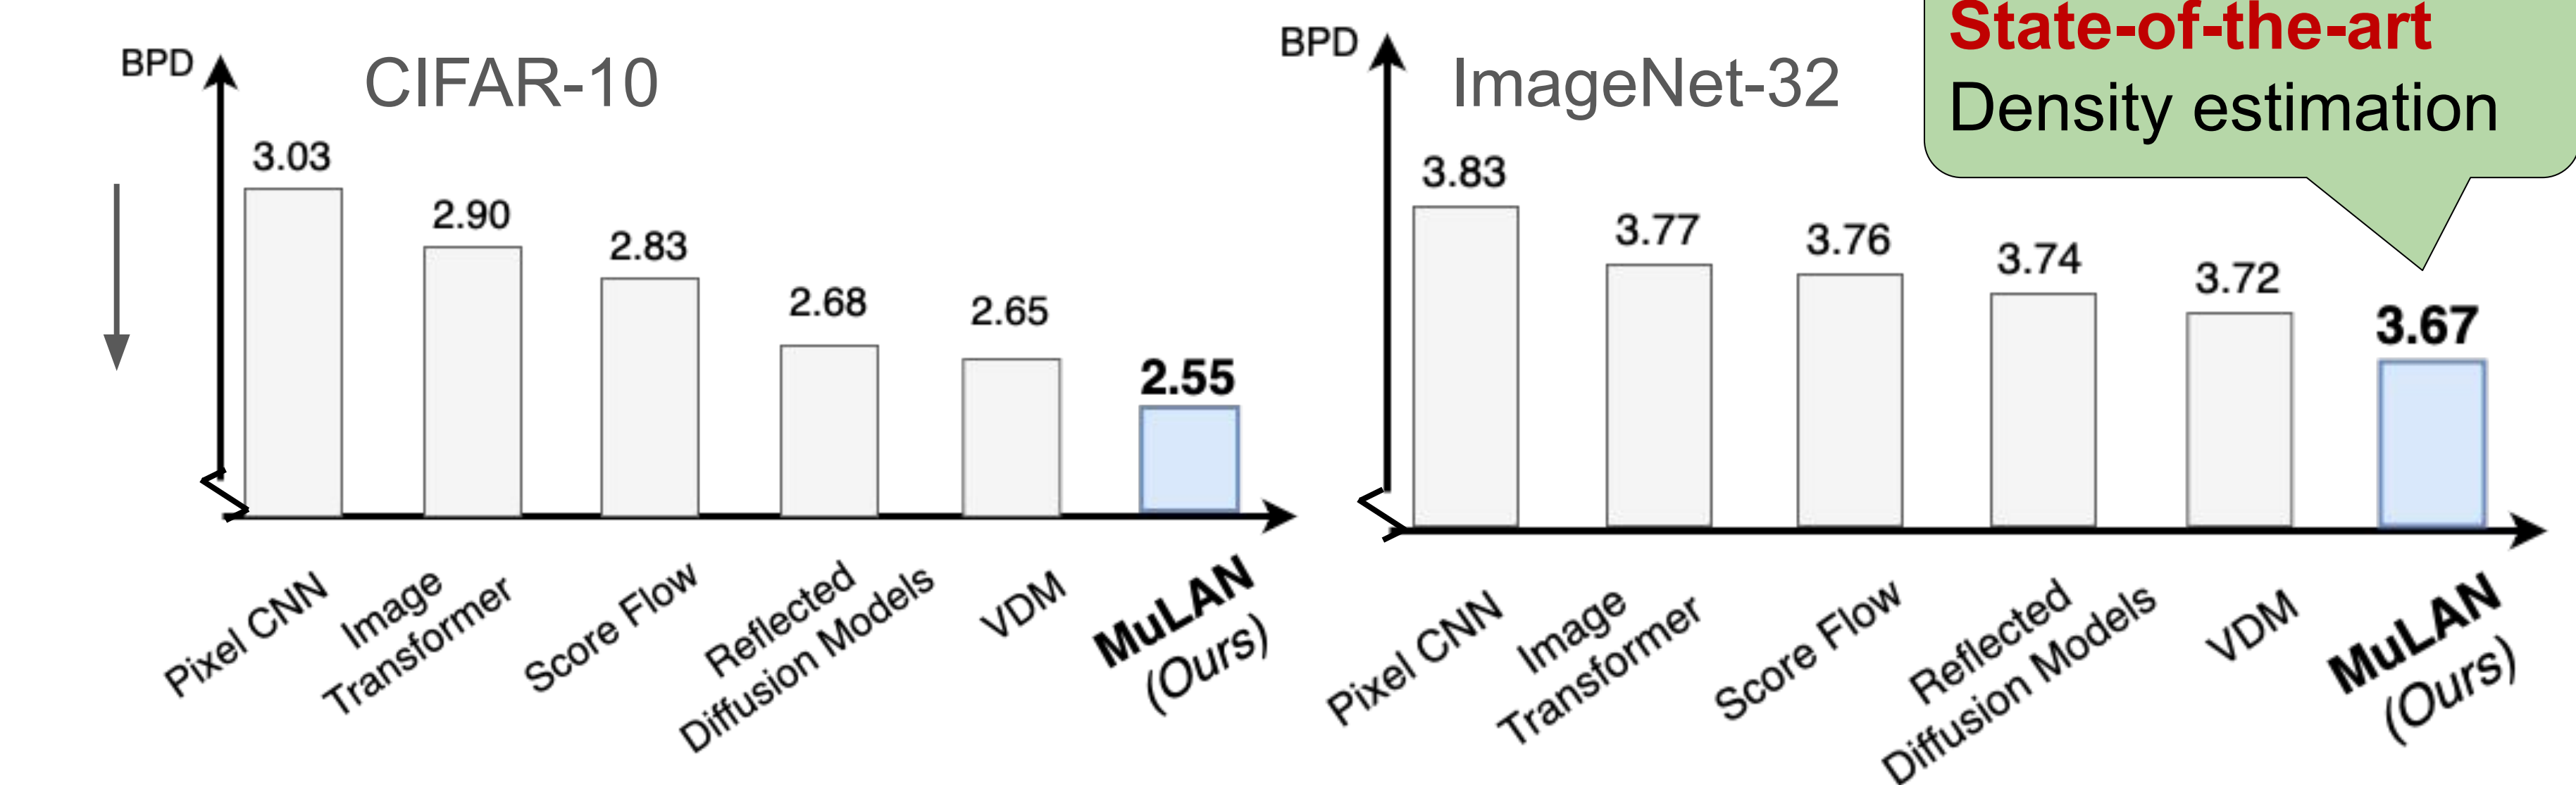 BPD
CIFAR-10
3.03
2.90
2.83
2.68
2.65
2.55
Pixel CNN
Image
Transformer
Score Flow
Reflected
Diffusion Models
VDM
MuLAN
(Ours)
BPD
ImageNet-32
State-of-the-art
Density estimation
3.83
3.77
3.76
3.74
3.72
3.67
Pixel CNN
Image
Transformer
Score Flow
Reflected
Diffusion Models
VDM
MuLAN
(Ours)